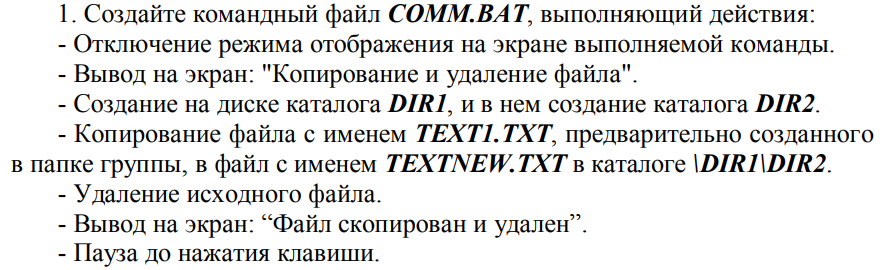 1. Создайте командный файл COMM.BAT, выполняющий действия:
- Отключение режима отображения на экране выполняемой команды.
- Вывод на экран: "Копирование и удаление файла".
- Создание на диске каталога DIR1, и в нем создание каталога DIR2.
- Копирование файла с именем TEXT1.TXT, предварительно созданного
в папке группы, в файл с именем TEXTNEW.TXT в каталоге \DIR1\DIR2.
- Удаление исходного файла.
- Вывод на экран: “Файл скопирован и удален”.
- Пауза до нажатия клавиши.